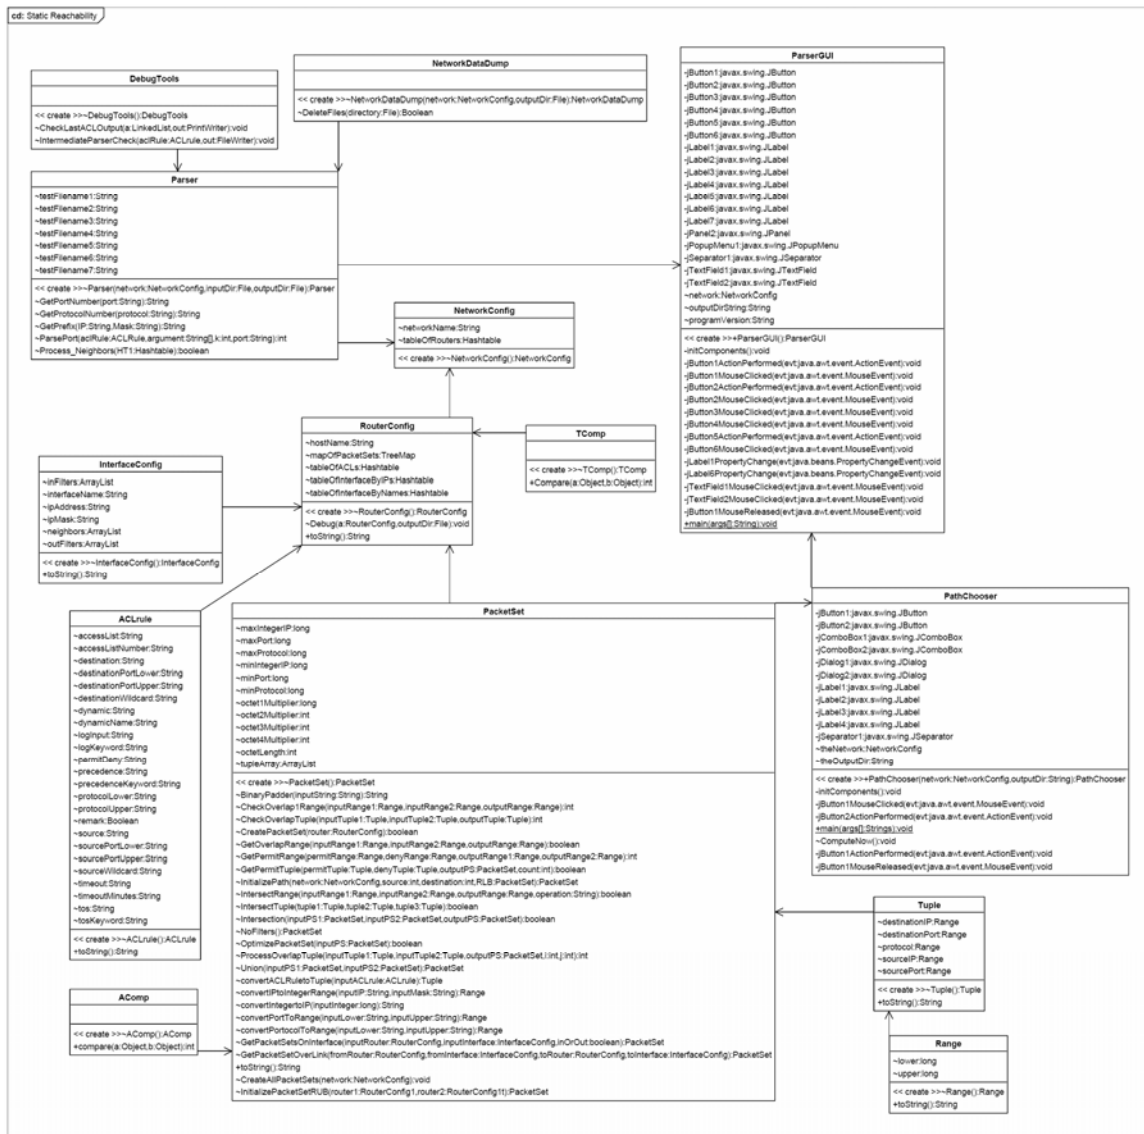 cd: Static Reachability
DebugTools
<< create >>~DebugTools():DebugTools
~CheckLastACLOutput(a:LinkedList,out:PrintWriter):void
~IntermediateParserCheck(aclRule:ACLrule,out:FileWriter):void
NetworkDataDump
<< create >>~NetworkDataDump(network:NetworkConfig,outputDir:File):NetworkDataDump
~DeleteFiles(directory:File):Boolean
ParserGUI
-jButton1:javax.swing.JButton
-jButton2:javax.swing.JButton
-jButton3:javax.swing.JButton
-jButton4:javax.swing.JButton
-jButton5:javax.swing.JButton
-jButton6:javax.swing.JButton
-jLabel1:javax.swing.JLabel
-jLabel2:javax.swing.JLabel
-jLabel3:javax.swing.JLabel
-jLabel4:javax.swing.JLabel
-jLabel5:javax.swing.JLabel
-jLabel6:javax.swing.JLabel
-jLabel7:javax.swing.JLabel
-jPanel2:javax.swing.JPanel
-jPopupMenu1:javax.swing.JPopupMenu
-jSeparator1:javax.swing.JSeparator
-jTextField1:javax.swing.JTextField
-jTextField2:javax.swing.JTextField
~network:NetworkConfig
~outputDirString:String
~programVersion:String
<< create >>+ParserGUI():ParserGUI
-initComponents():void
-jButton1ActionPerformed(evt:java.awt.event.ActionEvent):void
-jButton1MouseClicked(evt:java.awt.event.MouseEvent):void
-jButton2ActionPerformed(evt:java.awt.event.ActionEvent):void
-jButton2MouseClicked(evt:java.awt.event.MouseEvent):void
-jButton3MouseClicked(evt:java.awt.event.MouseEvent):void
-jButton4MouseClicked(evt:java.awt.event.MouseEvent):void
-jButton5ActionPerformed(evt:java.awt.event.ActionEvent):void
-jButton6MouseClicked(evt:java.awt.event.MouseEvent):void
-jLabel1PropertyChange(evt:java.beans.PropertyChangeEvent):void
-jLabel6PropertyChange(evt:java.beans.PropertyChangeEvent):void
-jTextField1MouseClicked(evt:java.awt.event.MouseEvent):void
-jTextField2MouseClicked(evt:java.awt.event.MouseEvent):void
-jButton1MouseReleased(evt:java.awt.event.MouseEvent):void
+main(args[]:String):void
Parser
~testFilename1:String
~testFilename2:String
~testFilename3:String
~testFilename4:String
~testFilename5:String
~testFilename6:String
~testFilename7:String
<< create >>~Parser(network:NetworkConfig,inputDir:File,outputDir:File):Parser
~GetPortNumber(port:String):String
~GetProtocolNumber(protocol:String):String
~GetPrefix(IP:String,Mask:String):String
~ParsePort(aclRule:ACLRule,argument:String[],k:int,port:String):int
~Process_Neighbors(HT1:Hashtable):boolean
NetworkConfig
~networkName:String
~tableOfRouters:Hashtable
<< create >>~NetworkConfig():NetworkConfig
RouterConfig
~hostName:String
~mapOfPacketSets:TreeMap
~tableOfACLs:Hashtable
~tableOfInterfaceByIPs:Hashtable
~tableOfInterfaceByNames:Hashtable
<< create >>~RouterConfig():RouterConfig
~Debug(a:RouterConfig,outputDir:File):void
+toString():String
TComp
<< create >>~TComp():TComp
+Compare(a:Object,b:Object):int
InterfaceConfig
~inFilters:ArrayList
~interfaceName:String
~ipAddress:String
~ipMask:String
~neighbors:ArrayList
~outFilters:ArrayList
<< create >>~InterfaceConfig():InterfaceConfig
+toString():String
ACLrule
~accessList:String
~accessListNumber:String
~destination:String
~destinationPortLower:String
~destinationPortUpper:String
~destinationWildcard:String
~dynamic:String
~dynamicName:String
~logInput:String
~logKeyword:String
~permitDeny:String
~precedence:String
~precedenceKeyword:String
~protocolLower:String
~protocolUpper:String
~remark:Boolean
~source:String
~sourcePortLower:String
~sourcePortUpper:String
~sourceWildcard:String
~timeout:String
~timeoutMinutes:String
~tos:String
~tosKeyword:String
<< create >>~ACLrule():ACLrule
+toString():String
PacketSet
~maxIntegerIP:long
~maxPort:long
~maxProtocol:long
~minIntegerIP:long
~minPort:long
~minProtocol:long
~octet1Multiplier:long
~octet2Multiplier:int
~octet3Multiplier:int
~octet4Multiplier:int
~octetLength:int
~tupleArray:ArrayList
<< create >>~PacketSet():PacketSet
~BinaryPadder(inputString:String):String
~CheckOverlap1Range(inputRange1:Range,inputRange2:Range,outputRange:Range):int
~CheckOverlapTuple(inputTuple1:Tuple,inputTuple2:Tuple,outputTuple:Tuple):int
~CreatePacketSet(router:RouterConfig):boolean
~GetOverlapRange(inputRange1:Range,inputRange2:Range,outputRange:Range):boolean
~GetPermitRange(permitRange:Range,denyRange:Range,outputRange1:Range,outputRange2:Range):int
~GetPermitTuple(permitTuple:Tuple,denyTuple:Tuple,outputPS:PacketSet,count:int):boolean
~InitializePath(network:NetworkConfig,source:int,destination:int,RLB:PacketSet):PacketSet
~IntersectRange(inputRange1:Range,inputRange2:Range,outputRange:Range,operation:String):boolean
~IntersectTuple(tuple1:Tuple,tuple2:Tuple,tuple3:Tuple):boolean
~Intersection(inputPS1:PacketSet,inputPS2:PacketSet,outputPS:PacketSet):boolean
~NoFilters():PacketSet
~OptimizePacketSet(inputPS:PacketSet):boolean
~ProcessOverlapTuple(inputTuple1:Tuple,inputTuple2:Tuple,outputPS:PacketSet,i:int,j:int):int
~Union(inputPS1:PacketSet,inputPS2:PacketSet):PacketSet
~convertACLRuletoTuple(inputACLrule:ACLrule):Tuple
~convertIPtoIntegerRange(inputIP:String,inputMask:String):Range
~convertIntegertoIP(inputInteger:long):String
~convertPortToRange(inputLower:String,inputUpper:String):Range
~convertPortocolToRange(inputLower:String,inputUpper:String):Range
~GetPacketSetsOnInterface(inputRouter:RouterConfig,inputInterface:InterfaceConfig,inOrOut:boolean):PacketSet
~GetPacketSetOverLink(fromRouter:RouterConfig,fromInterface:InterfaceConfig,toRouter:RouterConfig,toInterface:InterfaceConfig):PacketSet
+toString():String
~CreateAllPacketSets(network:NetworkConfig):void
~InitializePacketSetRUB(router1:RouterConfig1,router2:RouterConfig1t):PacketSet
PathChooser
-jButton1:javax.swing.JButton
-jButton2:javax.swing.JButton
-jComboBox1:javax.swing.JComboBox
-jComboBox2:javax.swing.JComboBox
-jDialog1:javax.swing.JDialog
-jDialog2:javax.swing.JDialog
-jLabel1:javax.swing.JLabel
-jLabel2:javax.swing.JLabel
-jLabel3:javax.swing.JLabel
-jLabel4:javax.swing.JLabel
-jSeparator1:javax.swing.JSeparator
~theNetwork:NetworkConfig
~theOutputDir:String
<< create >>+PathChooser(network:NetworkConfig,outputDir:String):PathChooser
-initComponents():void
-jButton1MouseClicked(evt:java.awt.event.MouseEvent):void
-jButton2ActionPerformed(evt:java.awt.event.ActionEvent):void
+main(args[]:Strings):void
~ComputeNow():void
-jButton1ActionPerformed(evt:java.awt.event.ActionEvent):void
-jButton1MouseReleased(evt:java.awt.event.MouseEvent):void
AComp
<< create >>~AComp():AComp
+compare(a:Object,b:Object):int
Tuple
~destinationIP:Range
~destinationPort:Range
~protocol:Range
~sourceIP:Range
~sourcePort:Range
<< create >>~Tuple():Tuple
+toString():String
Range
~lower:long
~upper:long
<< create >>~Range():Range
+toString():String